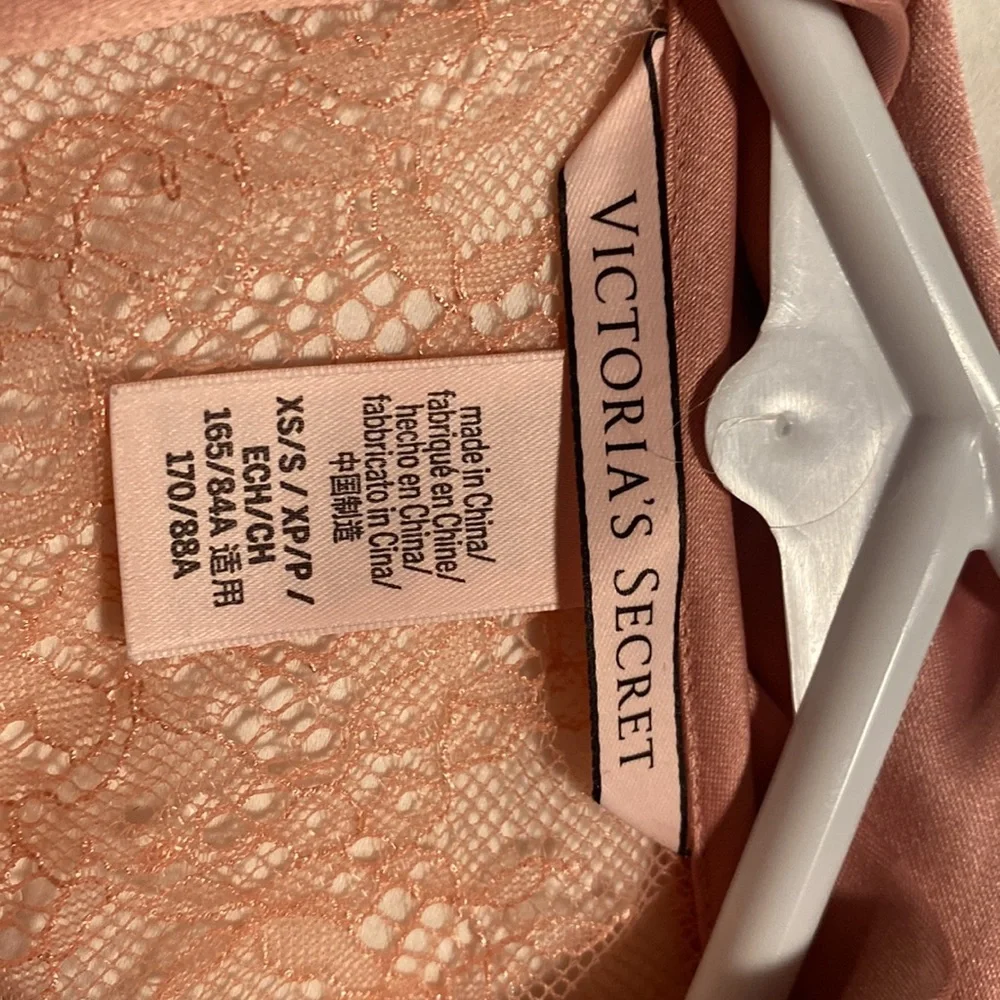 VICTORIA'S SECRET
made in China/
fabriqué en Chine/
hecho en China/
fabbricato in Cina/
中国制造
XS/S / XP/P /
ECH/CH
165/84A 适用
170/88A